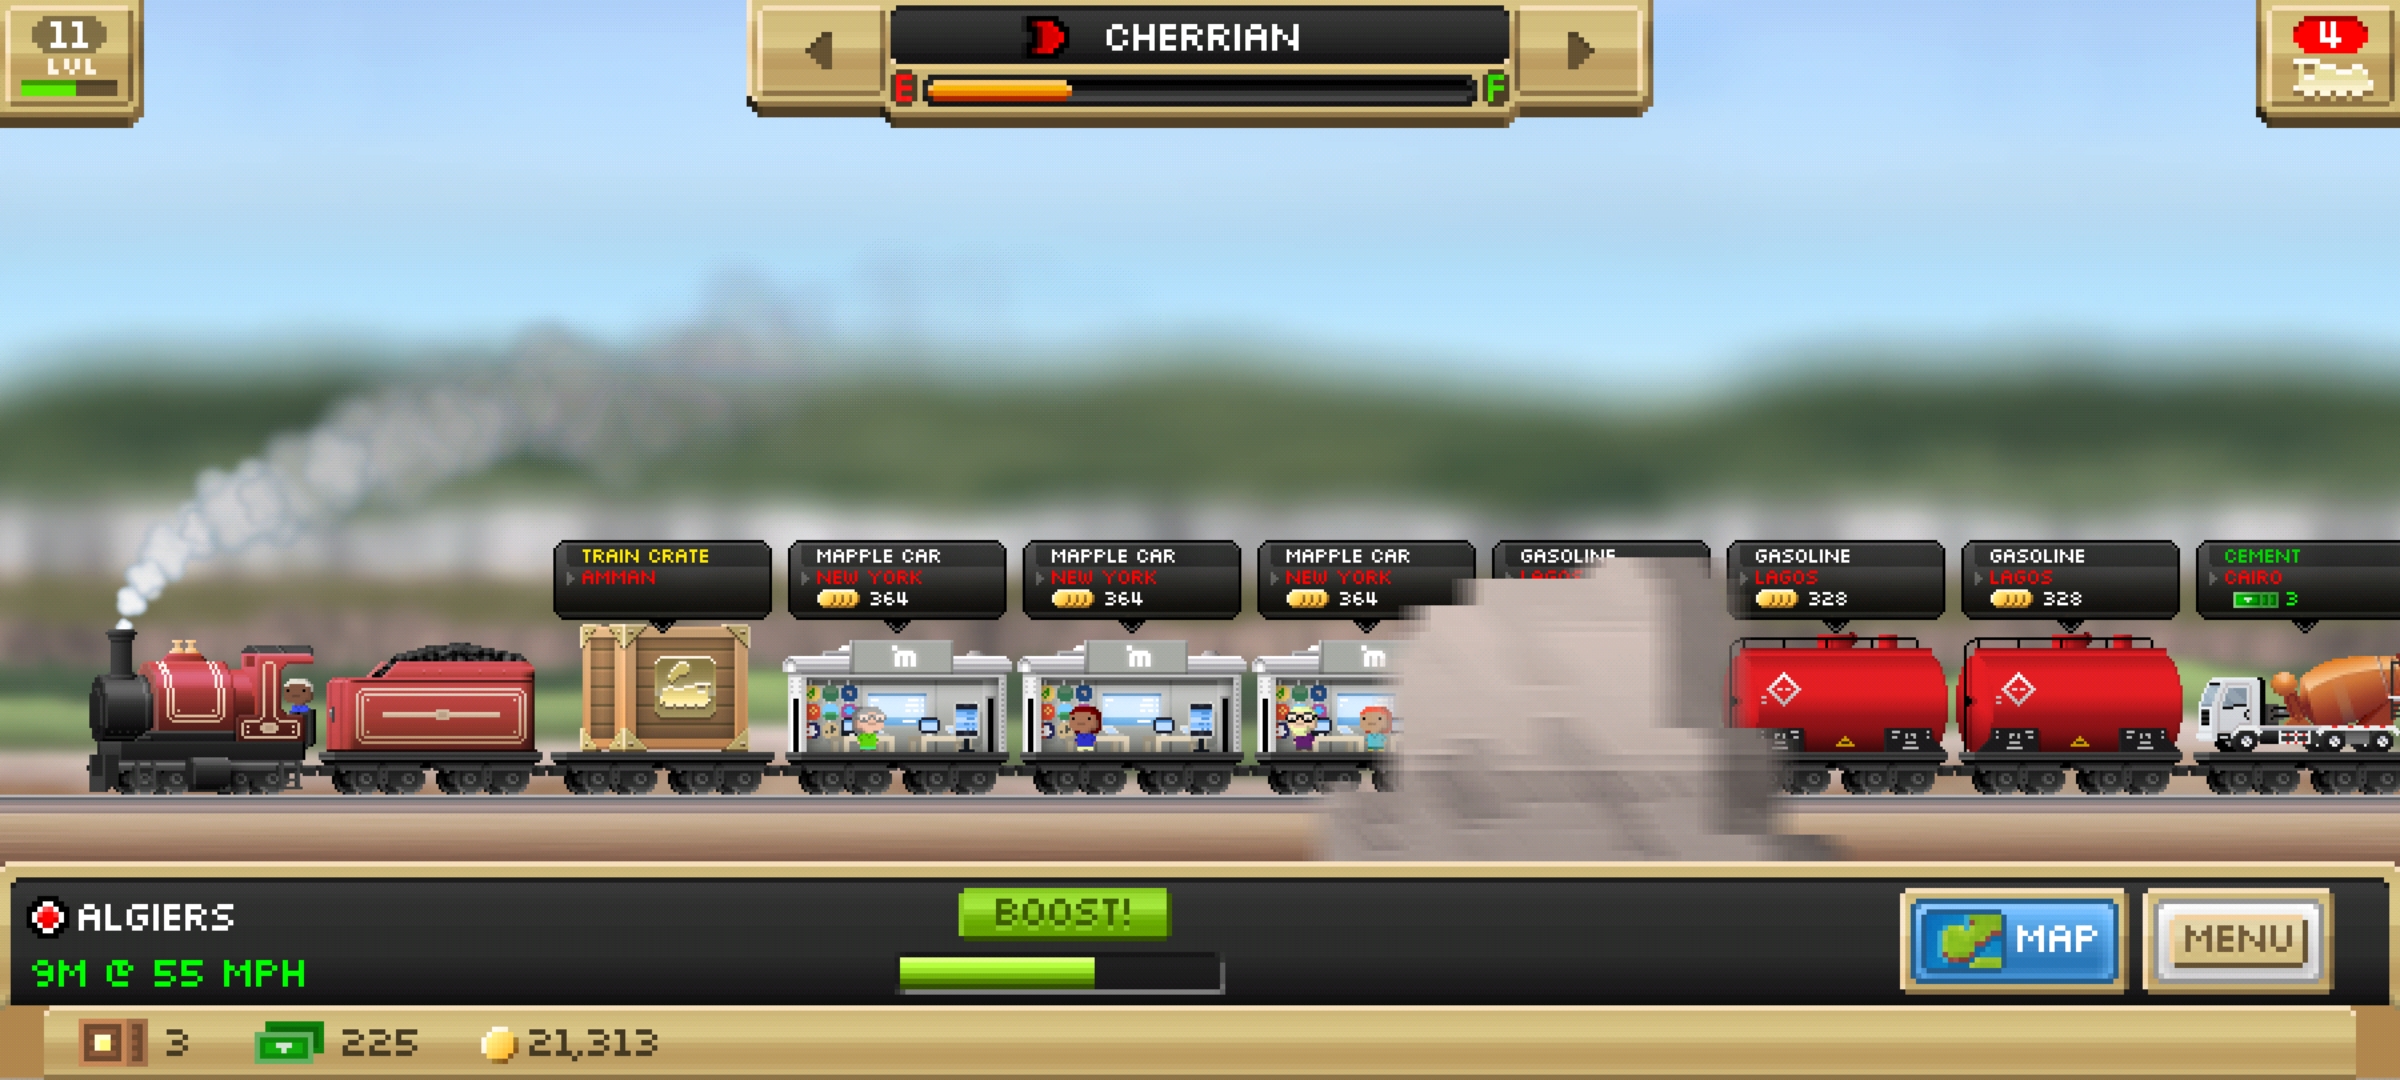 11
LVL
CHERRIAN
E
F
4
TRAIN CRATE
AMMAN
MAPPLE CAR
NEW YORK
364
MAPPLE CAR
NEW YORK
364
MAPPLE CAR
NEW YORK
364
GASOLINE
LAGOS
GASOLINE
LAGOS
328
GASOLINE
LAGOS
328
CEMENT
CAIRO
3
m
m
m
ALGIERS
9M @ 55 MPH
BOOST!
MAP
MENU
3
225
21,313